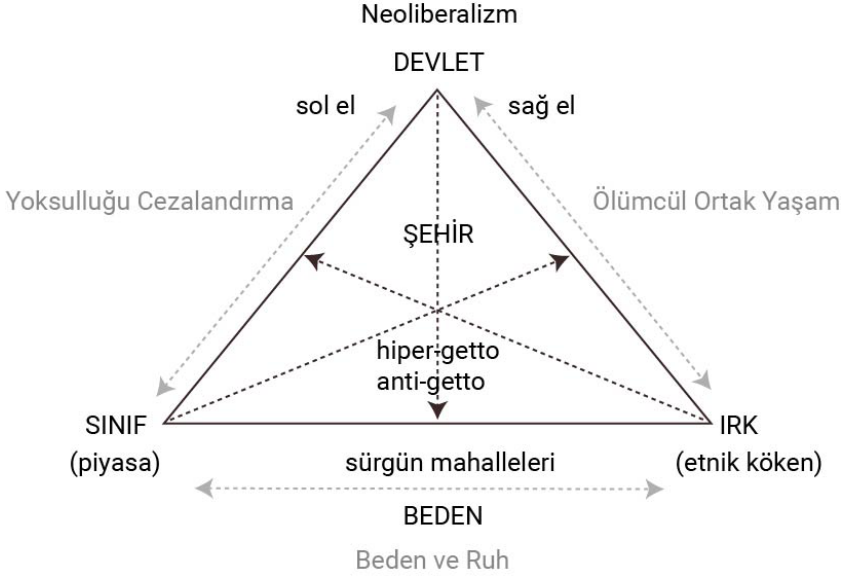 Neoliberalizm
DEVLET
sol el
sağ el
Yoksulluğu Cezalandırma
Ölümcül Ortak Yaşam
ŞEHİR
hiper-getto
anti-getto
SINIF
IRK
(piyasa)
sürgün mahalleleri
(etnik köken)
BEDEN
Beden ve Ruh